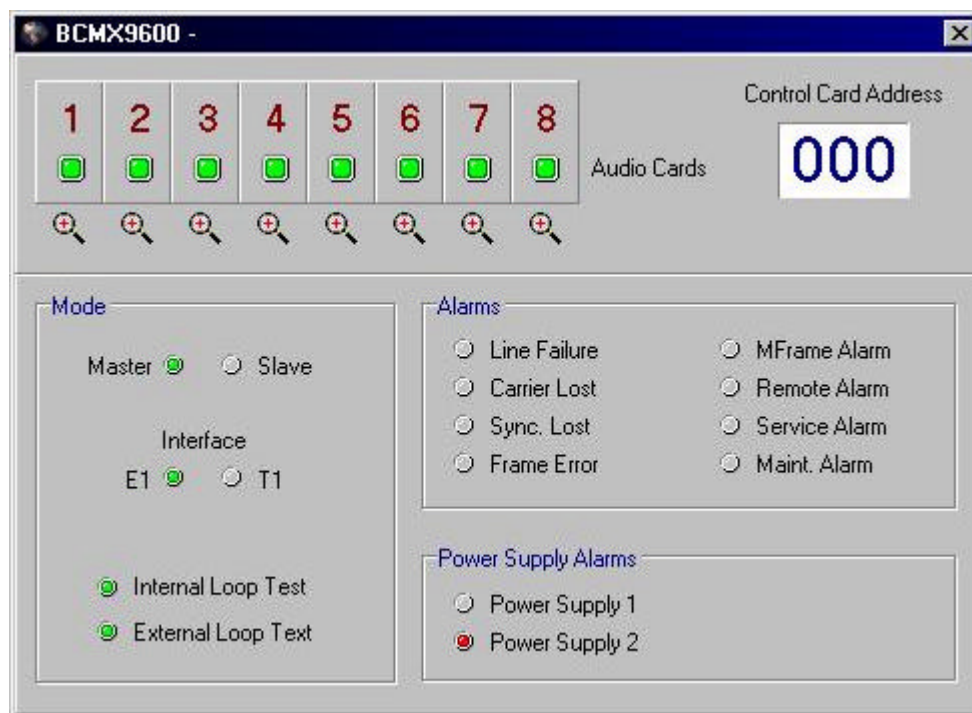 BCMX9600 -
1 2 3 4 5 6 7 8
Audio Cards
Control Card Address
000
Mode
Master
Slave
Interface
E1
T1
Internal Loop Test
External Loop Text
Alarms
Line Failure
Carrier Lost
Sync. Lost
Frame Error
MFrame Alarm
Remote Alarm
Service Alarm
Maint. Alarm
Power Supply Alarms
Power Supply 1
Power Supply 2